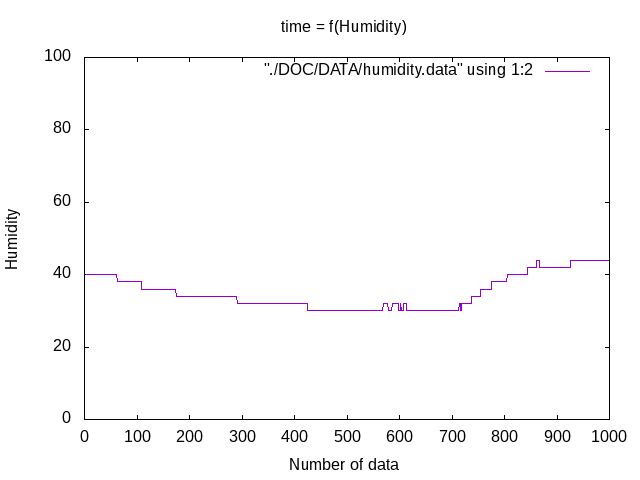 time = f(Humidity)
"./DOC/DATA/humidity.data" using 1:2
100
80
60
40
20
0
Humidity
0 100 200 300 400 500 600 700 800 900 1000
Number of data